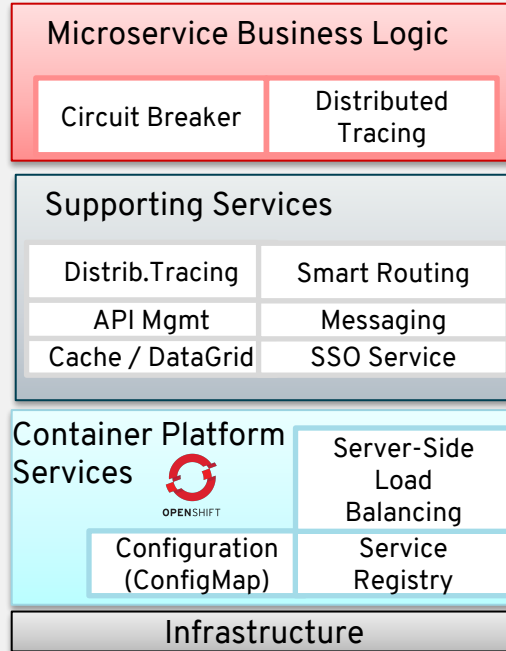 Microservice Business Logic
Circuit Breaker
Distributed
Tracing
Supporting Services
Distrib.Tracing
Smart Routing
API Mgmt
Messaging
Cache / DataGrid
SSO Service
Container Platform
Services
OPENSHIFT
Server-Side
Load
Balancing
Configuration
(ConfigMap)
Service
Registry
Infrastructure